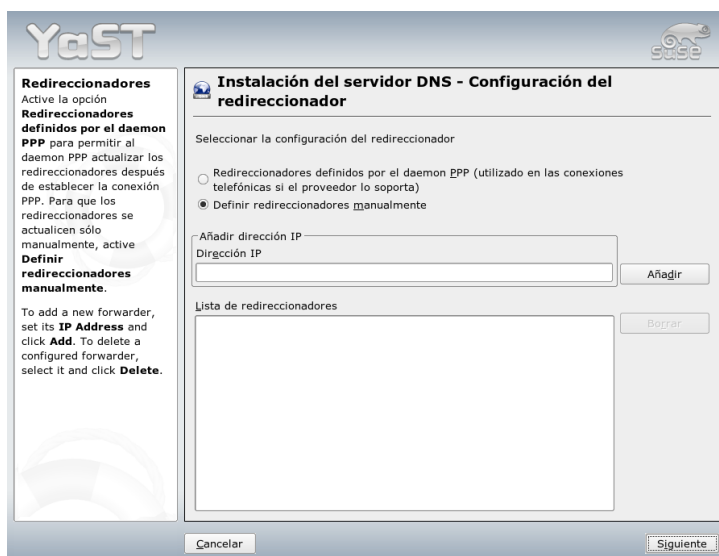 YaST
SUSE
Redireccionadores
Active la opción
Redireccionadores
definidos por el daemon
PPP para permitir al
daemon PPP actualizar los
redireccionadores después
de establecer la conexión
PPP. Para que los
redireccionadores se
actualicen sólo
manualmente, active
Definir
redireccionadores
manualmente.
To add a new forwarder,
set its IP Address and
click Add. To delete a
configured forwarder,
select it and click Delete.
Instalación del servidor DNS - Configuración del
redireccionador
Seleccionar la configuración del redireccionador
Redireccionadores definidos por el daemon PPP (utilizado en las conexiones
telefónicas si el proveedor lo soporta)
Definir redireccionadores manualmente
Añadir dirección IP
Dirección IP
Añadir
Lista de redireccionadores
Borrar
Cancelar
Siguiente